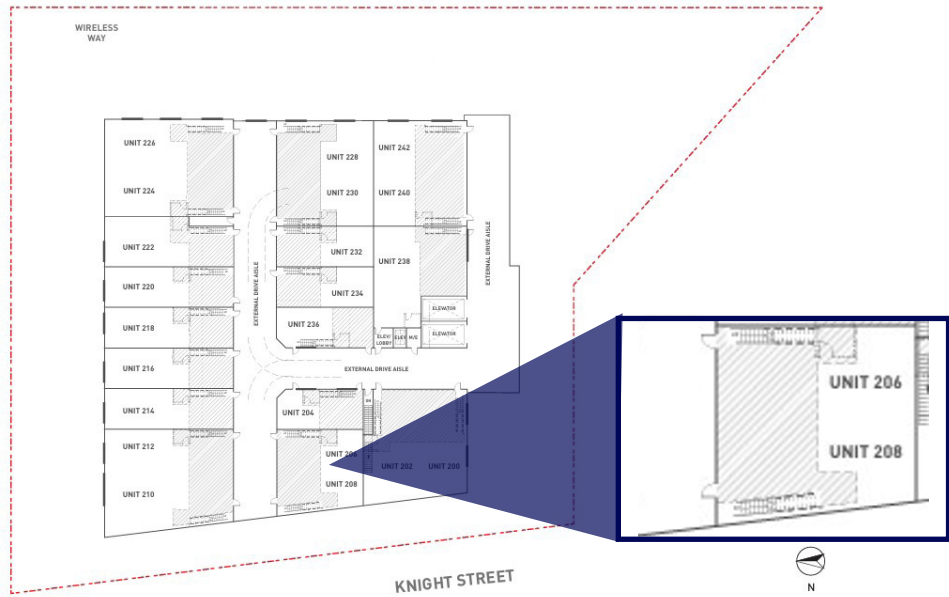 WIRELESS
WAY
UNIT 226
UNIT 224
UNIT 222
UNIT 220
UNIT 218
UNIT 216
UNIT 214
UNIT 212
UNIT 210
EXTERNAL DRIVE AISLE
UNIT 228
UNIT 230
UNIT 232
UNIT 234
UNIT 236
UNIT 242
UNIT 240
UNIT 238
ELEVATOR
ELEVATOR
ELEV/
LOBBY
ELEV
M/E
EXTERNAL DRIVE AISLE
EXTERNAL DRIVE AISLE
UNIT 204
UNIT 206
UNIT 208
UNIT 202
UNIT 200
UNIT 206
UNIT 208
KNIGHT STREET
N